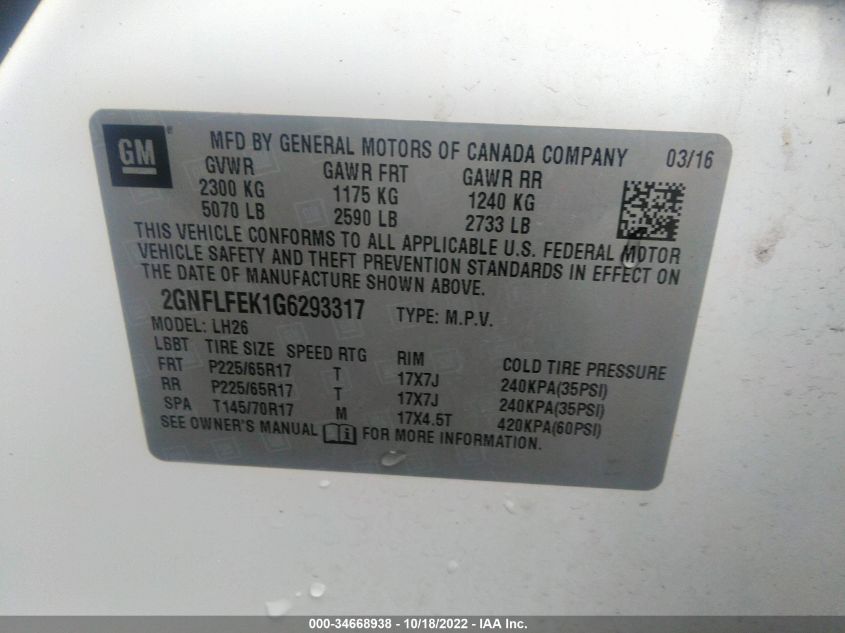 GM ® MFD BY GENERAL MOTORS OF CANADA COMPANY 03/16
GVWR GAWR FRT GAWR RR
2300 KG 1175 KG 1240 KG
5070 LB 2590 LB 2733 LB
THIS VEHICLE CONFORMS TO ALL APPLICABLE U.S. FEDERAL MOTOR
VEHICLE SAFETY AND THEFT PREVENTION STANDARDS IN EFFECT ON
THE DATE OF MANUFACTURE SHOWN ABOVE.
2GNFLFEK1G6293317 TYPE: M.P.V.
MODEL: LH26
LBBT TIRE SIZE SPEED RTG RIM COLD TIRE PRESSURE
FRT P225/65R17 T 17X7J 240KPA(35PSI)
RR P225/65R17 T 17X7J 240KPA(35PSI)
SPA T145/70R17 M 17X4.5T 420KPA(60PSI)
SEE OWNER'S MANUAL FOR MORE INFORMATION.
000-34668938 - 10/18/2022 - IAA Inc.